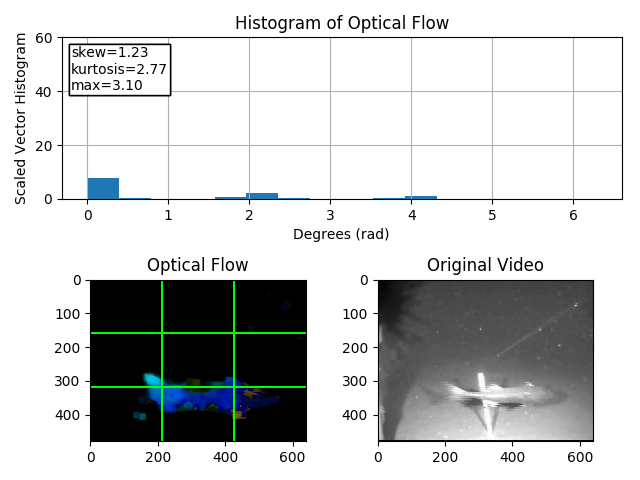 Histogram of Optical Flow
Scaled Vector Histogram
60
40
20
0
skew=1.23
kurtosis=2.77
max=3.10
0 1 2 3 4 5 6
Degrees (rad)
Optical Flow
0
100
200
300
400
0 200 400 600
Original Video
0
100
200
300
400
0 200 400 600